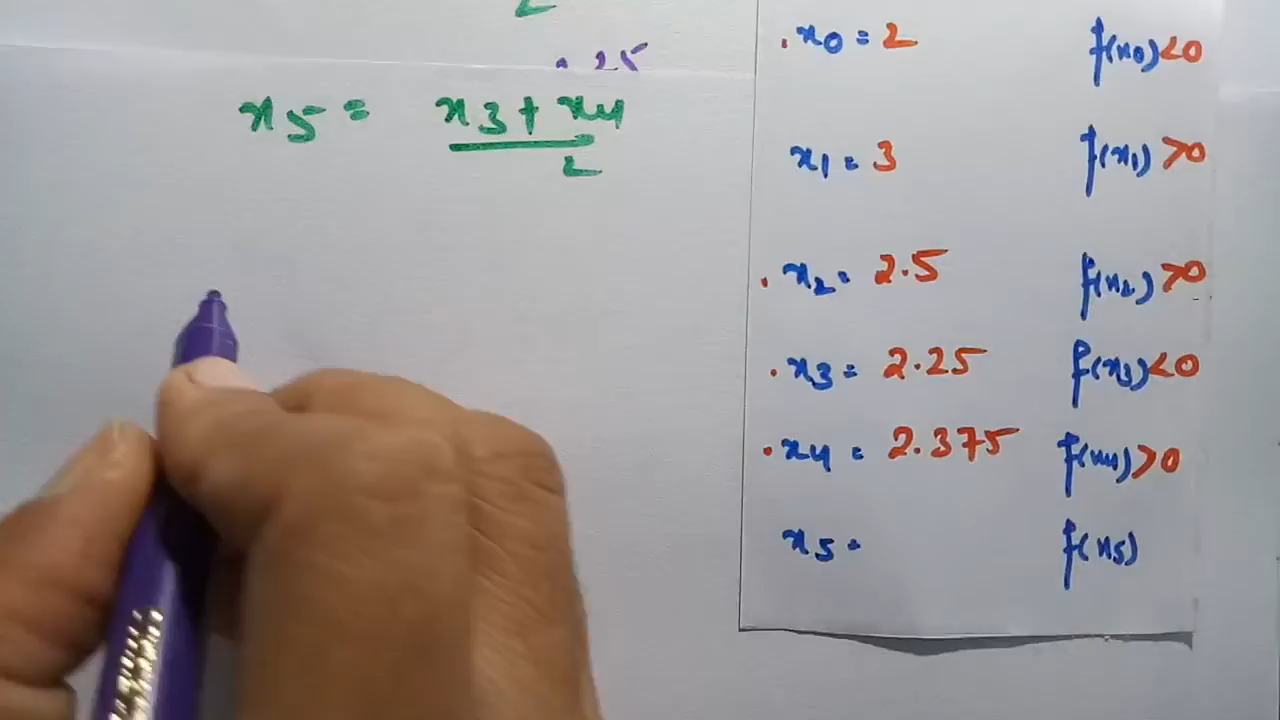 2
.25
x5 = x3 + x4
2
.x0 = 2 f(x0) <0
x1 = 3 f(x1) >0
.x2 = 2.5 f(x2) >0
.x3 = 2.25 f(x3) <0
.x4 = 2.375 f(x4) >0
x5 = f(x5)